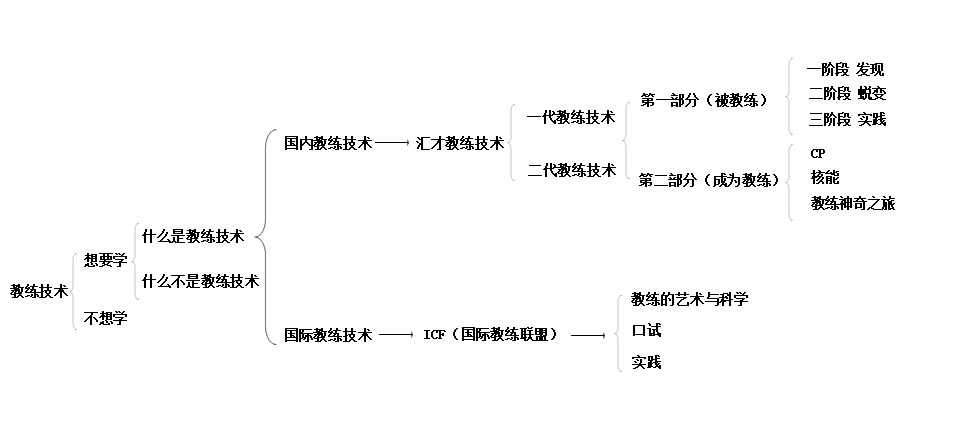 教练技术
想要学
不想学
什么是教练技术
什么不是教练技术
国内教练技术
汇才教练技术
一代教练技术
二代教练技术
第一部分（被教练）
一阶段 发现
二阶段 蜕变
三阶段 实践
第二部分（成为教练）
CP
核能
教练神奇之旅
国际教练技术
ICF（国际教练联盟）
教练的艺术与科学
口试
实践